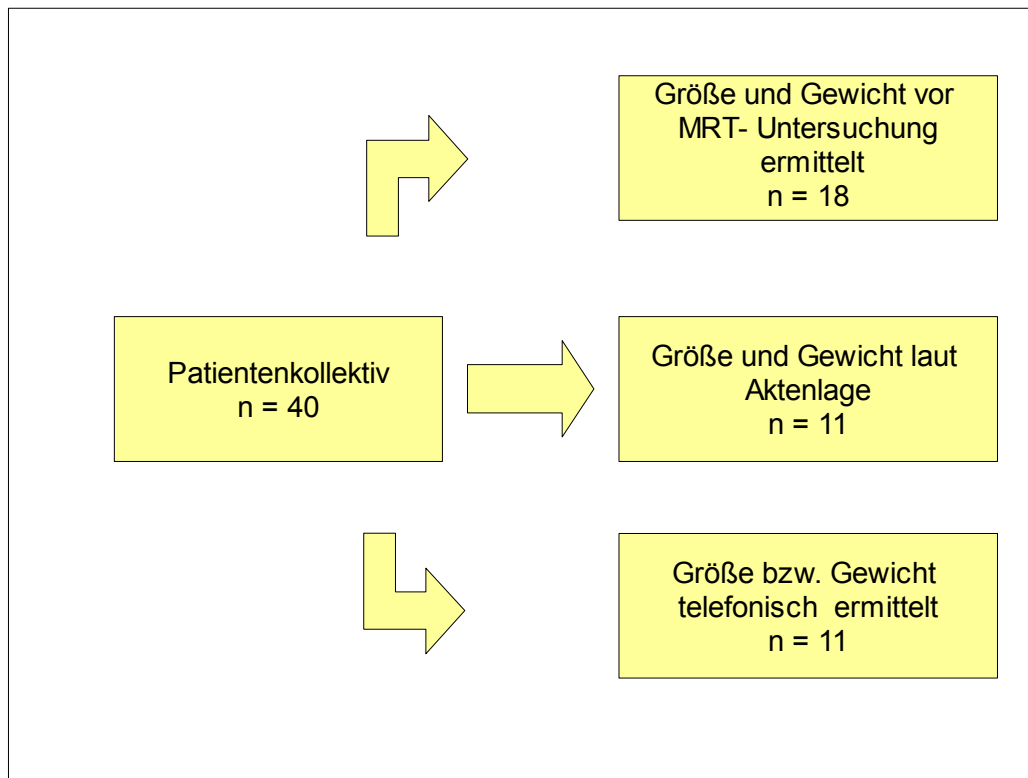 Größe und Gewicht vor
MRT- Untersuchung
ermittelt
n = 18
Patientenkollektiv
n = 40
Größe und Gewicht laut
Aktenlage
n = 11
Größe bzw. Gewicht
telefonisch ermittelt
n = 11